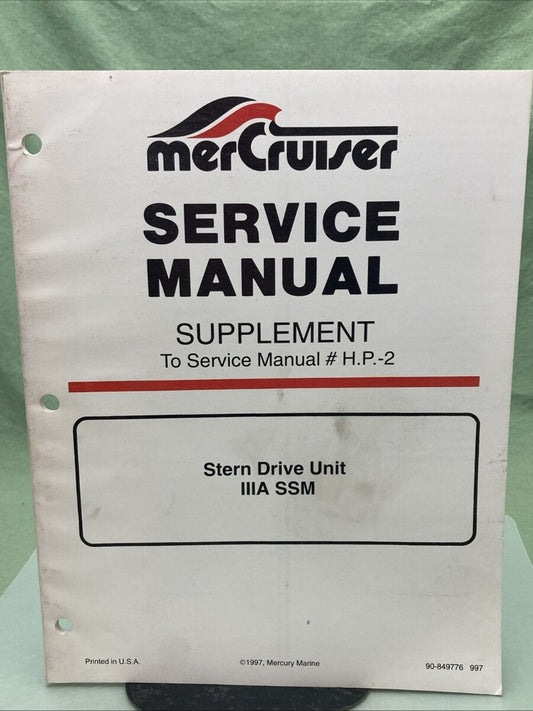 merCruiser
SERVICE
MANUAL
SUPPLEMENT
To Service Manual # H.P.-2
Stern Drive Unit
IIIA SSM
Printed in U.S.A.
©1997, Mercury Marine
90-849776 997